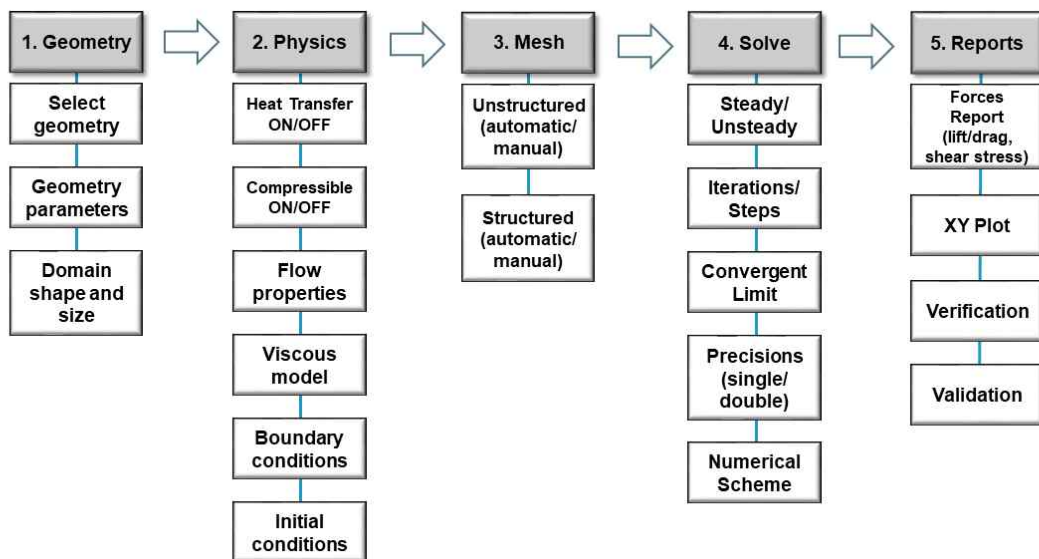 1. Geometry
Select
geometry
Geometry
parameters
Domain
shape and
size
2. Physics
Heat Transfer
ON/OFF
Compressible
ON/OFF
Flow
properties
Viscous
model
Boundary
conditions
Initial
conditions
3. Mesh
Unstructured
(automatic/
manual)
Structured
(automatic/
manual)
4. Solve
Steady/
Unsteady
Iterations/
Steps
Convergent
Limit
Precisions
(single/
double)
Numerical
Scheme
5. Reports
Forces
Report
(lift/drag,
shear stress)
XY Plot
Verification
Validation